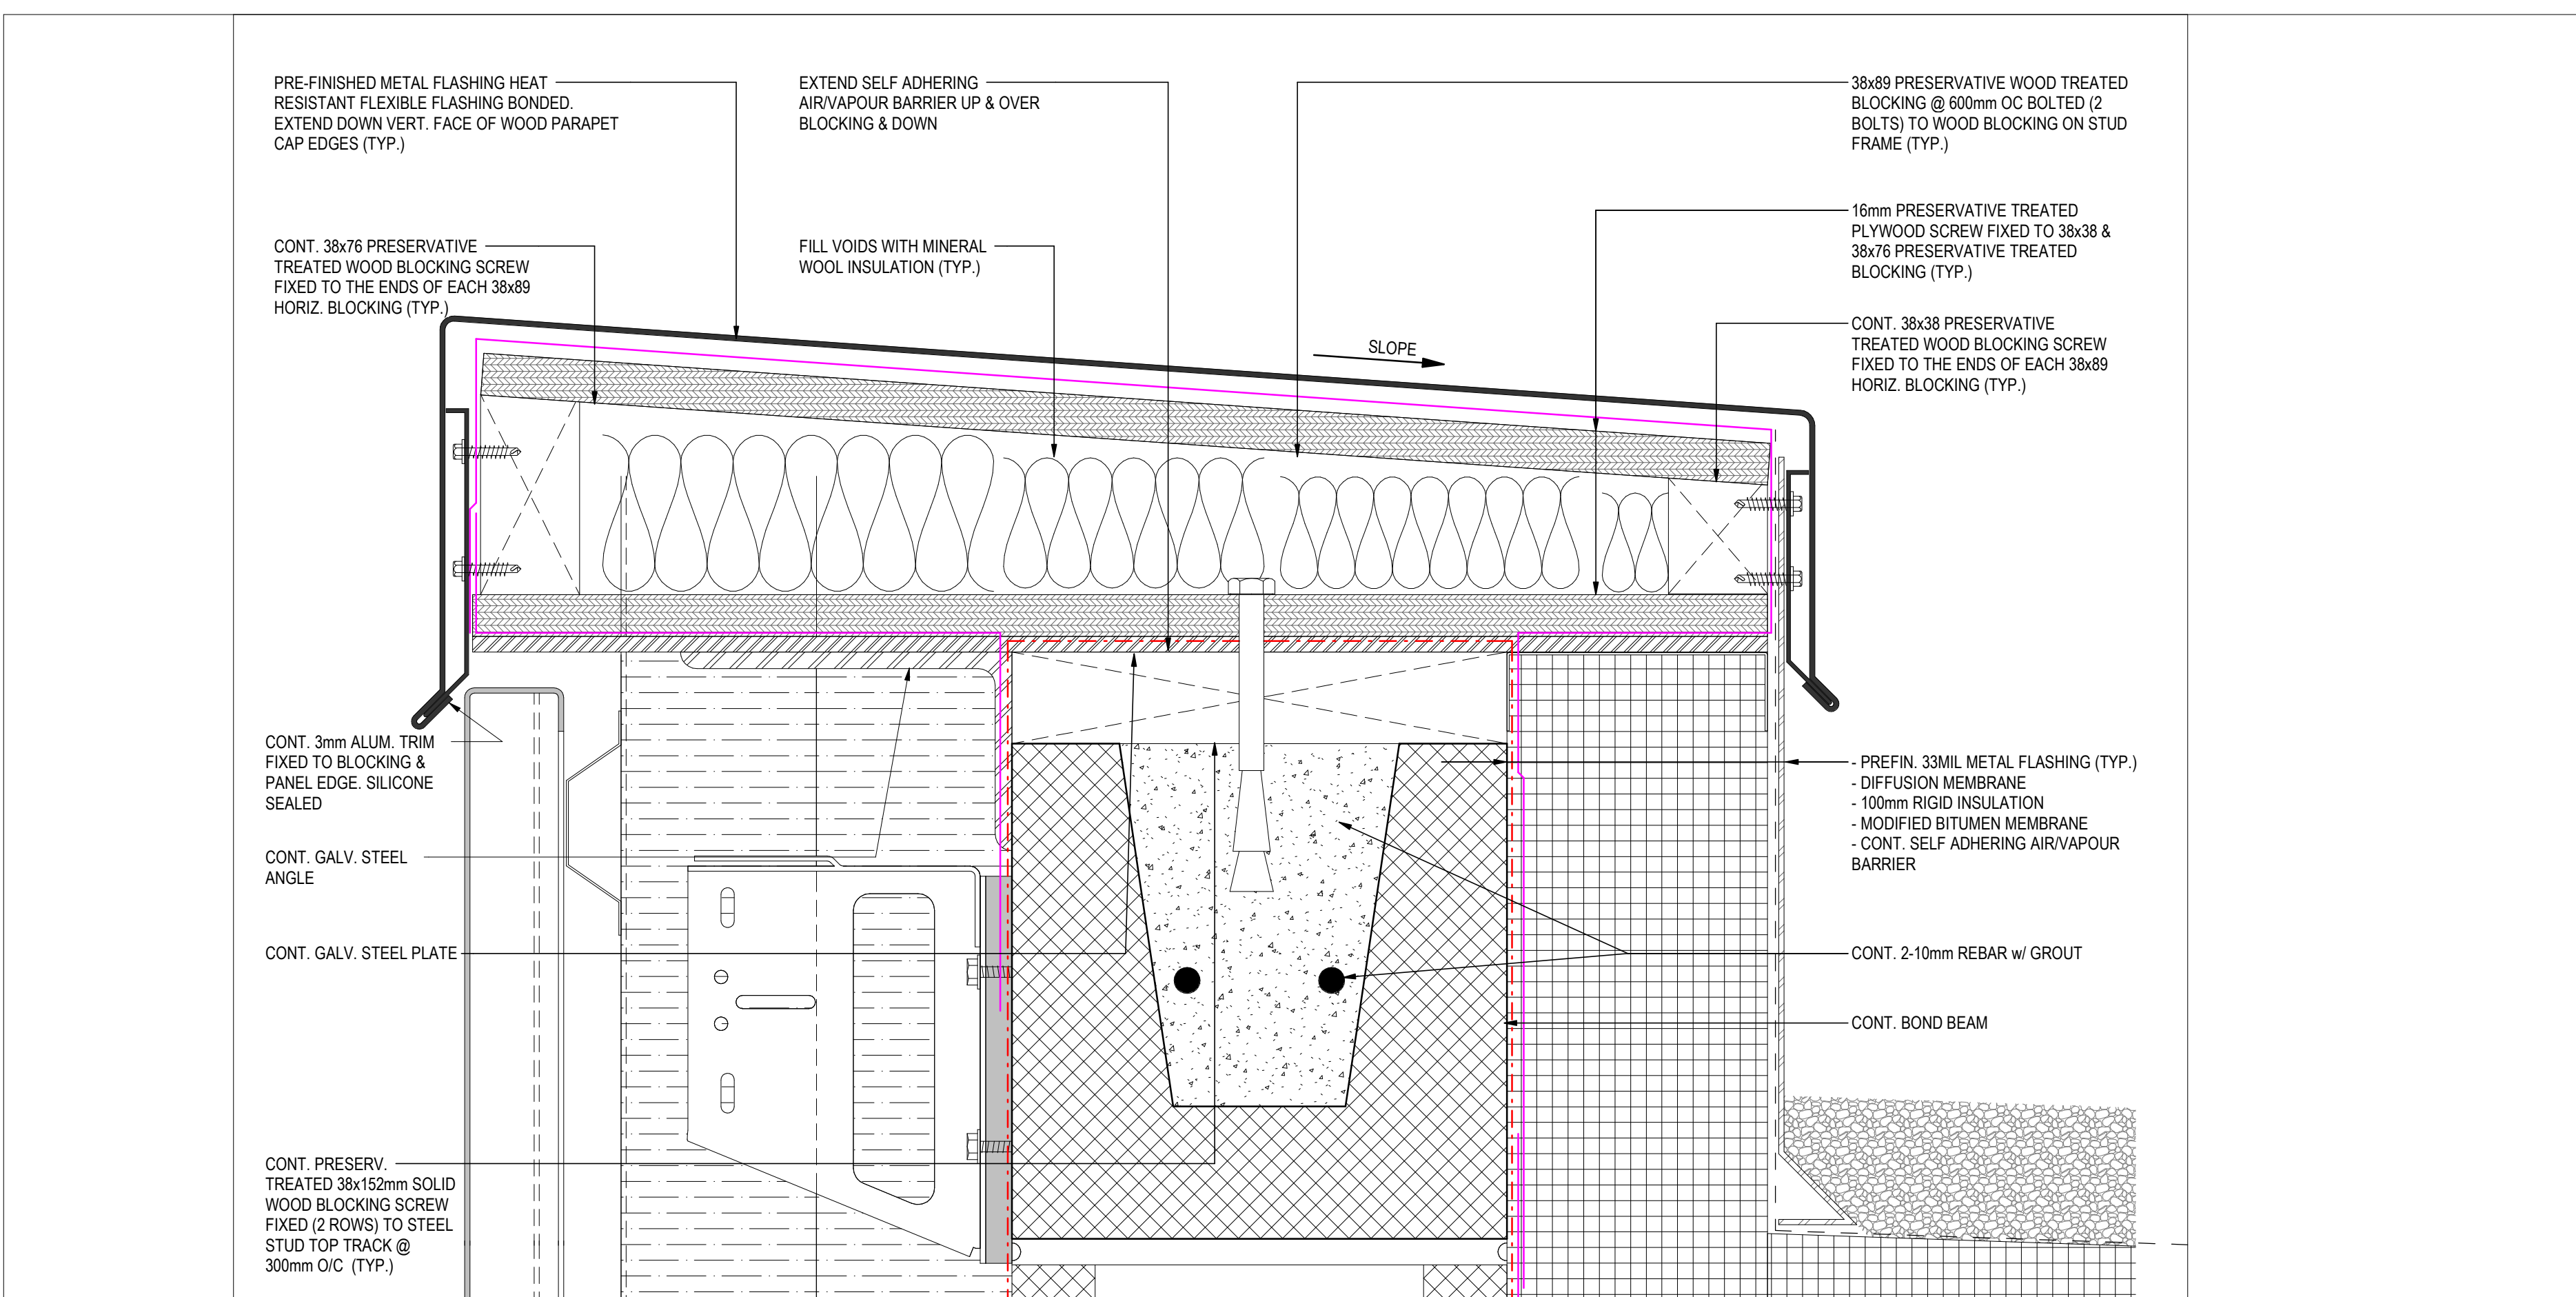 PRE-FINISHED METAL FLASHING HEAT
RESISTANT FLEXIBLE FLASHING BONDED.
EXTEND DOWN VERT. FACE OF WOOD PARAPET
CAP EDGES (TYP.)
EXTEND SELF ADHERING
AIR/VAPOUR BARRIER UP & OVER
BLOCKING & DOWN
38x89 PRESERVATIVE WOOD TREATED
BLOCKING @ 600mm OC BOLTED (2
BOLTS) TO WOOD BLOCKING ON STUD
FRAME (TYP.)
CONT. 38x76 PRESERVATIVE
TREATED WOOD BLOCKING SCREW
FIXED TO THE ENDS OF EACH 38x89
HORIZ. BLOCKING (TYP.)
FILL VOIDS WITH MINERAL
WOOL INSULATION (TYP.)
16mm PRESERVATIVE TREATED
PLYWOOD SCREW FIXED TO 38x38 &
38x76 PRESERVATIVE TREATED
BLOCKING (TYP.)
CONT. 38x38 PRESERVATIVE
TREATED WOOD BLOCKING SCREW
FIXED TO THE ENDS OF EACH 38x89
HORIZ. BLOCKING (TYP.)
SLOPE
CONT. 3mm ALUM. TRIM
FIXED TO BLOCKING &
PANEL EDGE. SILICONE
SEALED
CONT. GALV. STEEL
ANGLE
CONT. GALV. STEEL PLATE
CONT. PRESERV.
TREATED 38x152mm SOLID
WOOD BLOCKING SCREW
FIXED (2 ROWS) TO STEEL
STUD TOP TRACK @
300mm O/C (TYP.)
- PREFIN. 33MIL METAL FLASHING (TYP.)
- DIFFUSION MEMBRANE
- 100mm RIGID INSULATION
- MODIFIED BITUMEN MEMBRANE
- CONT. SELF ADHERING AIR/VAPOUR
BARRIER
CONT. 2-10mm REBAR w/ GROUT
CONT. BOND BEAM